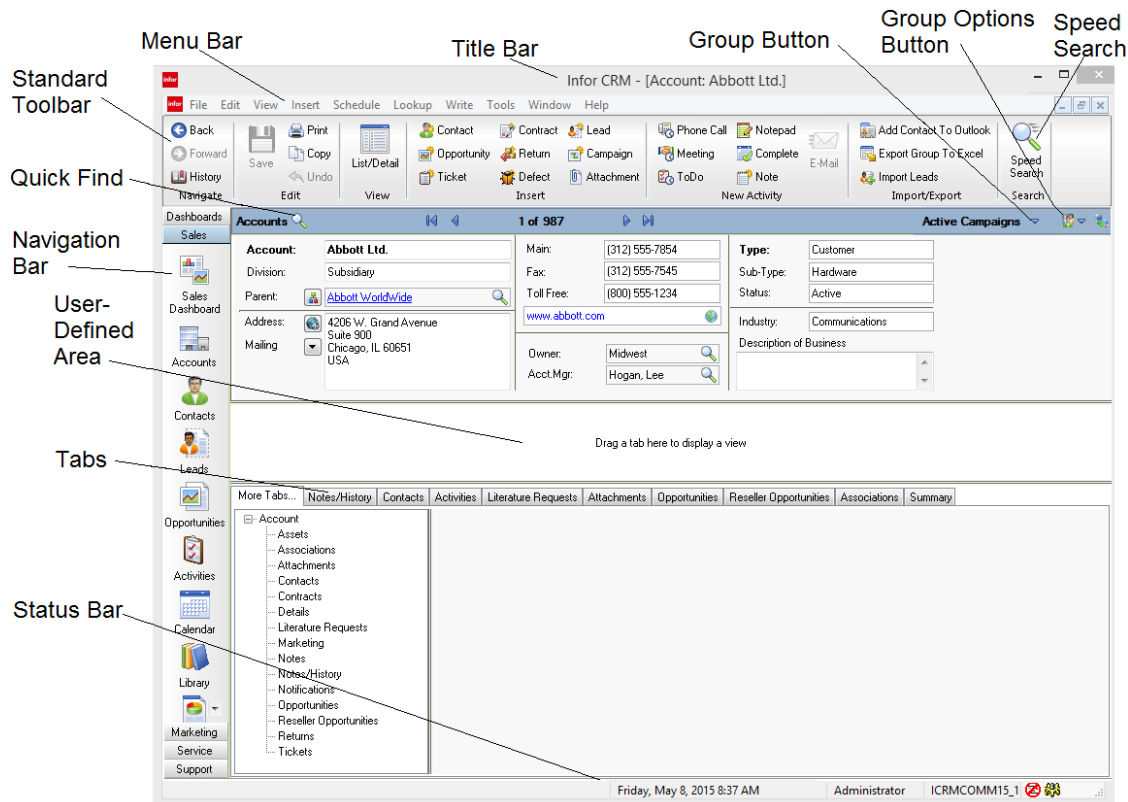 Menu Bar
Title Bar
Group Button
Group Options Button
Speed Search
Standard Toolbar
Quick Find
Navigation Bar
User-Defined Area
Tabs
Status Bar
infor
Infor CRM - [Account: Abbott Ltd.]
infor File Edit View Insert Schedule Lookup Write Tools Window Help
Back Print Contact Contract Lead Phone Call Notepad Add Contact To Outlook
Forward Save Copy List/Detail Opportunity Return Campaign Meeting Complete E-Mail Export Group To Excel Speed Search
History Undo Ticket Defect Attachment ToDo Note Import Leads
Navigate Edit View Insert New Activity Import/Export Search
Dashboards
Sales
Sales Dashboard
Accounts
Contacts
Leads
Opportunities
Activities
Calendar
Library
Marketing
Service
Support
Accounts 1 of 987 Active Campaigns
Account: Abbott Ltd.
Division: Subsidiary
Parent: Abbott WorldWide
Address: 4206 W. Grand Avenue
Mailing Suite 900
Chicago, IL 60651
USA
Main: (312) 555-7854
Fax: (312) 555-7545
Toll Free: (800) 555-1234
www.abbott.com
Owner: Midwest
Acct.Mgr: Hogan, Lee
Type: Customer
Sub-Type: Hardware
Status: Active
Industry: Communications
Description of Business
Drag a tab here to display a view
More Tabs... Notes/History Contacts Activities Literature Requests Attachments Opportunities Reseller Opportunities Associations Summary
Account
Assets
Associations
Attachments
Contacts
Contracts
Details
Literature Requests
Marketing
Notes
Notes/History
Notifications
Opportunities
Reseller Opportunities
Returns
Tickets
Friday, May 8, 2015 8:37 AM Administrator ICRMCOMM15_1